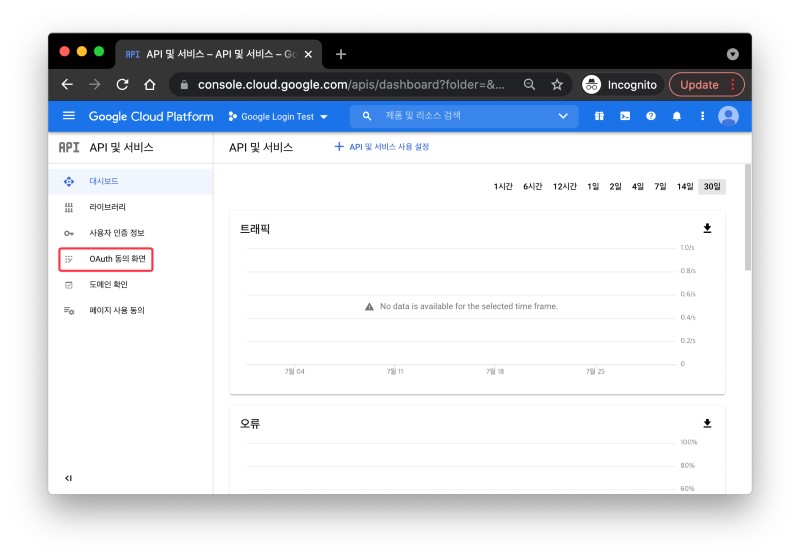 API API 및 서비스 – API 및 서비스 – Go
console.cloud.google.com/apis/dashboard?folder=&...
Incognito
Update
Google Cloud Platform
Google Login Test
제품 및 리소스 검색
API API 및 서비스
API 및 서비스
API 및 서비스 사용 설정
대시보드
라이브러리
사용자 인증 정보
OAuth 동의 화면
도메인 확인
페이지 사용 동의
1시간 6시간 12시간 1일 2일 4일 7일 14일 30일
트래픽
1.0/s
0.8/s
0.6/s
No data is available for the selected time frame.
0.4/s
0.2/s
0
7월 04 7월 11 7월 18 7월 25
오류
100%
80%
60%